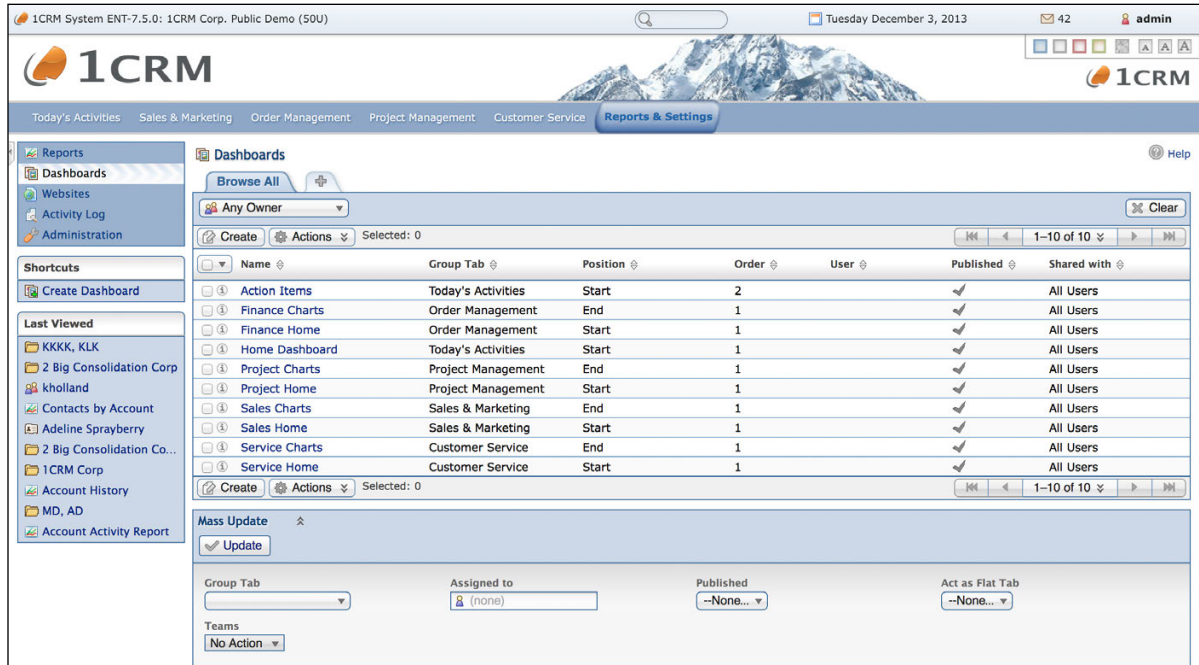 1CRM System ENT-7.5.0: 1CRM Corp. Public Demo (50U) Tuesday December 3, 2013 42 admin
A A A
1CRM 1CRM
Today's Activities Sales & Marketing Order Management Project Management Customer Service Reports & Settings
Reports
Dashboards
Websites
Activity Log
Administration
Shortcuts
Create Dashboard
Last Viewed
KKKK, KLK
2 Big Consolidation Corp
kholland
Contacts by Account
Adeline Sprayberry
2 Big Consolidation Co...
1CRM Corp
Account History
MD, AD
Account Activity Report
Dashboards Help
Browse All
Any Owner Clear
Create Actions Selected: 0 1–10 of 10
Name Group Tab Position Order User Published Shared with
Action Items Today's Activities Start 2 All Users
Finance Charts Order Management End 1 All Users
Finance Home Order Management Start 1 All Users
Home Dashboard Today's Activities Start 1 All Users
Project Charts Project Management End 1 All Users
Project Home Project Management Start 1 All Users
Sales Charts Sales & Marketing End 1 All Users
Sales Home Sales & Marketing Start 1 All Users
Service Charts Customer Service End 1 All Users
Service Home Customer Service Start 1 All Users
Create Actions Selected: 0 1–10 of 10
Mass Update
Update
Group Tab Assigned to Published Act as Flat Tab
(none) --None... --None...
Teams
No Action